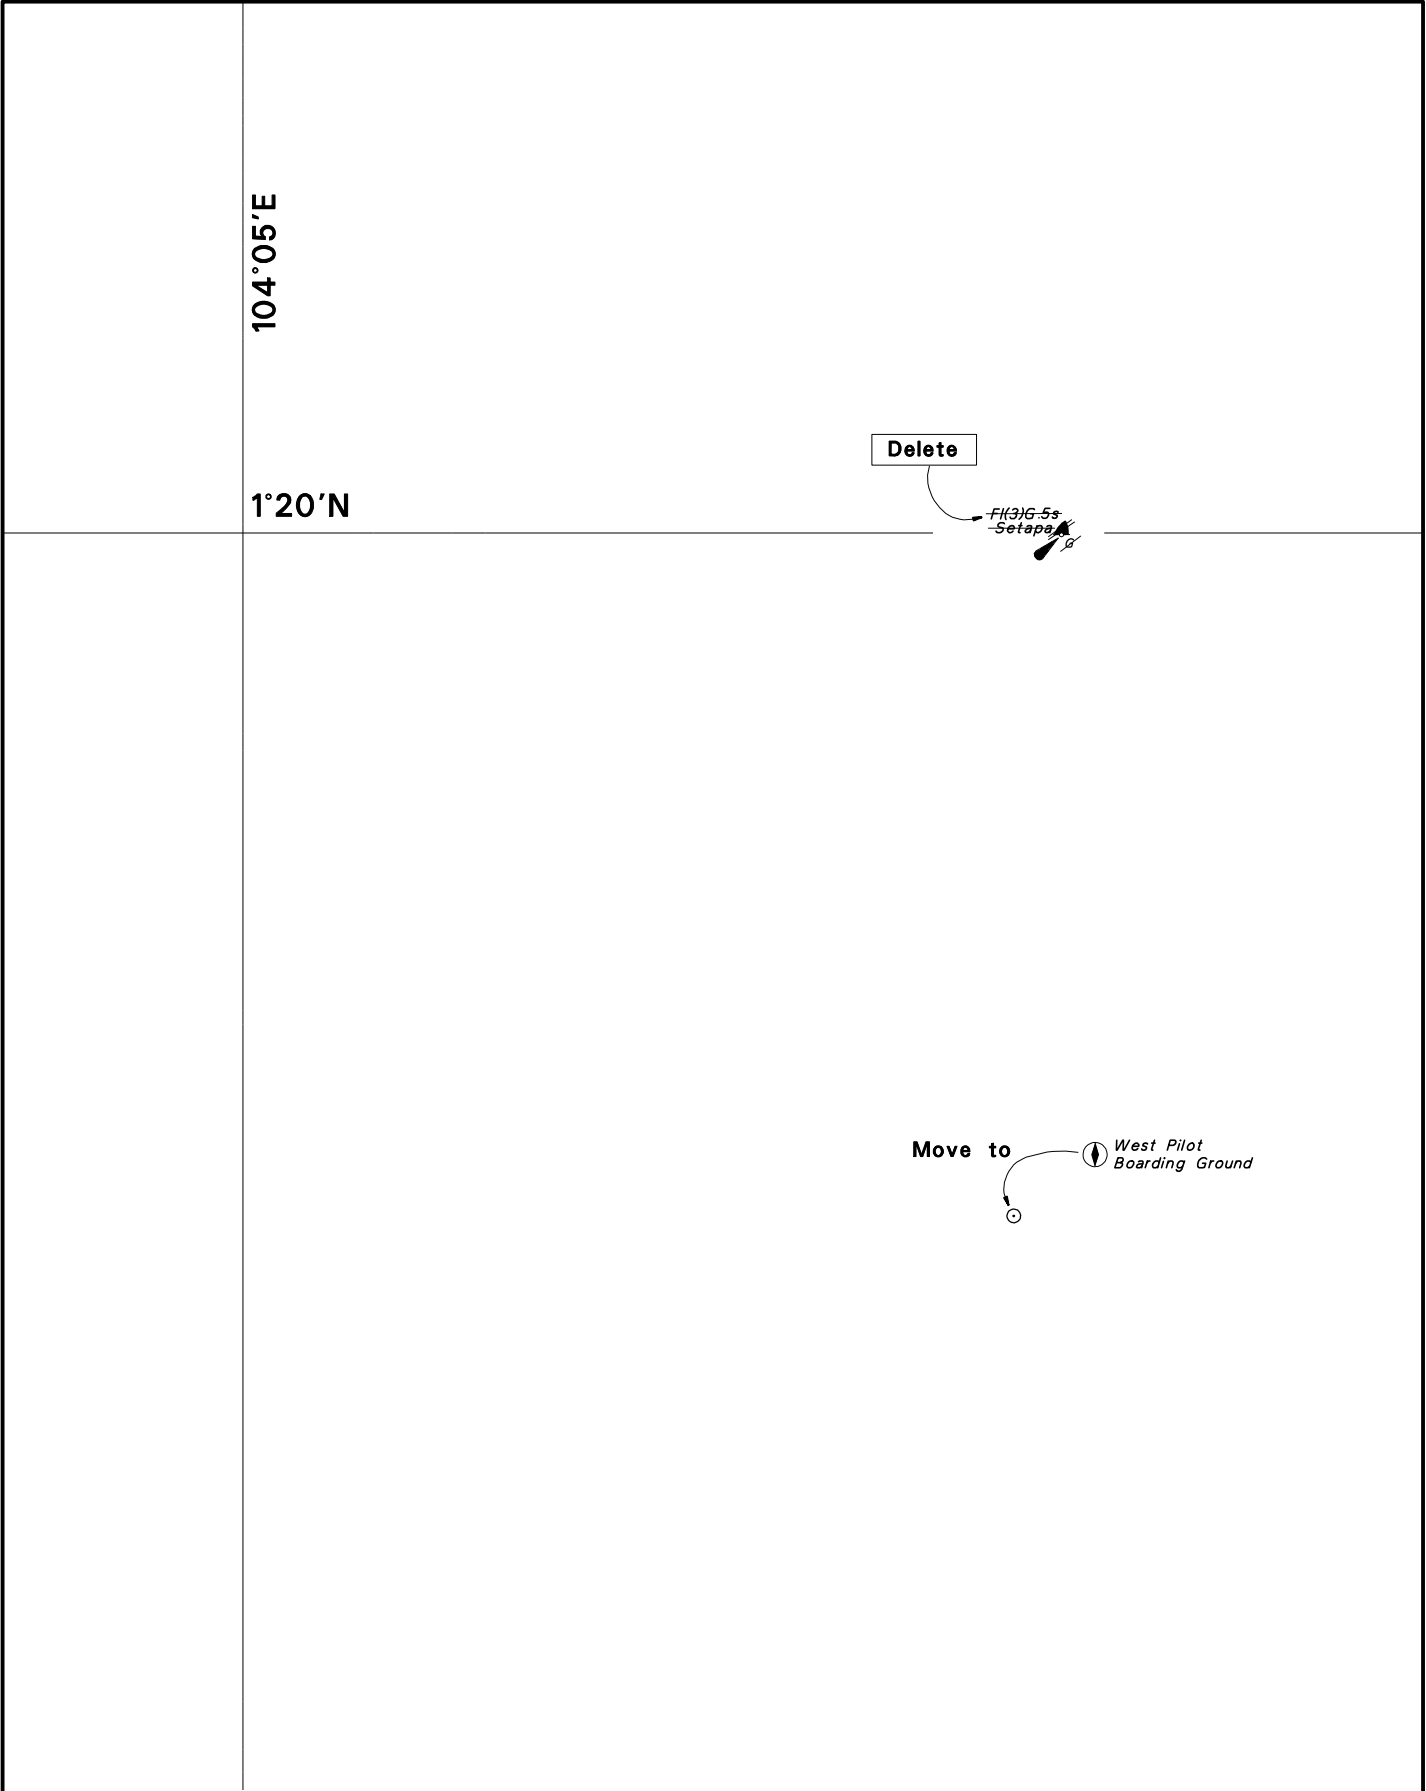 104°05'E
Delete
1°20'N
Fl(3)G.5s
Setapa
G
Move to
West Pilot
Boarding Ground